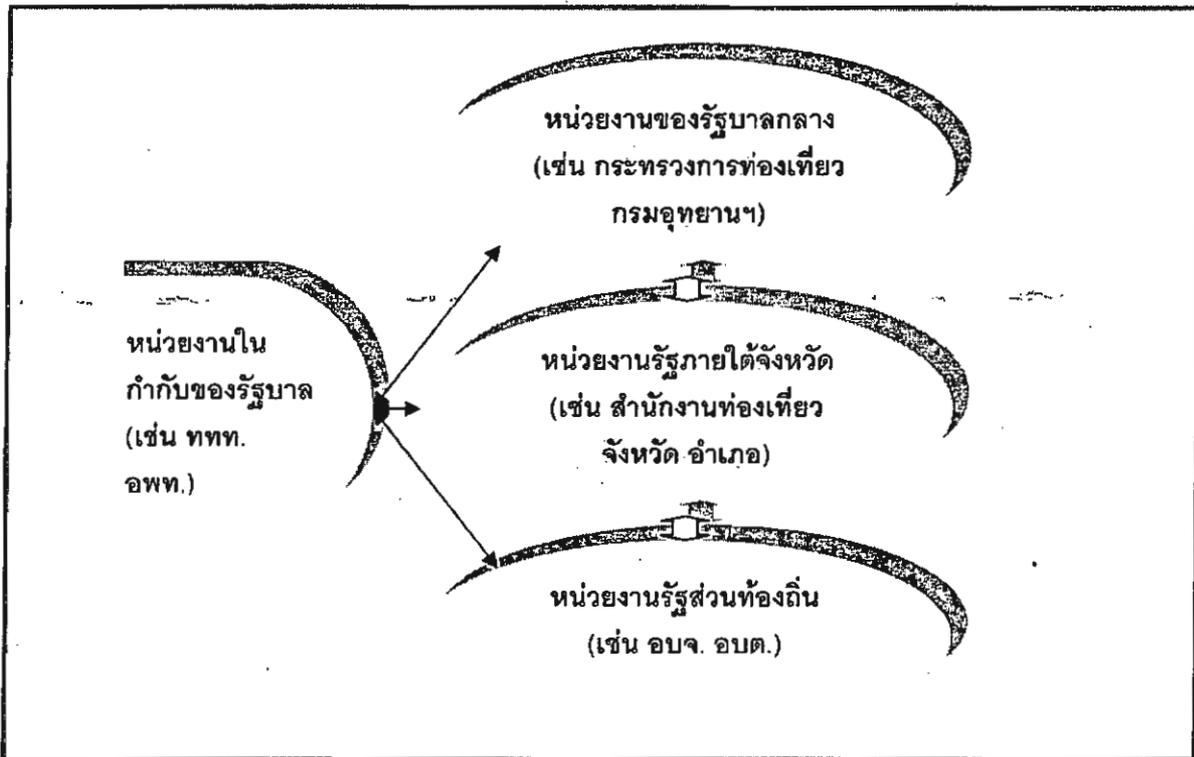 หน่วยงานของรัฐบาลกลาง
(เช่น กระทรวงการท่องเที่ยว
กรมอุทยานฯ)
หน่วยงานใน
กำกับของรัฐบาล
(เช่น ททท.
อพท.)
หน่วยงานรัฐภายใต้จังหวัด
(เช่น สำนักงานท่องเที่ยว
จังหวัด อำเภอ)
หน่วยงานรัฐส่วนท้องถิ่น
(เช่น อบจ. อบต.)